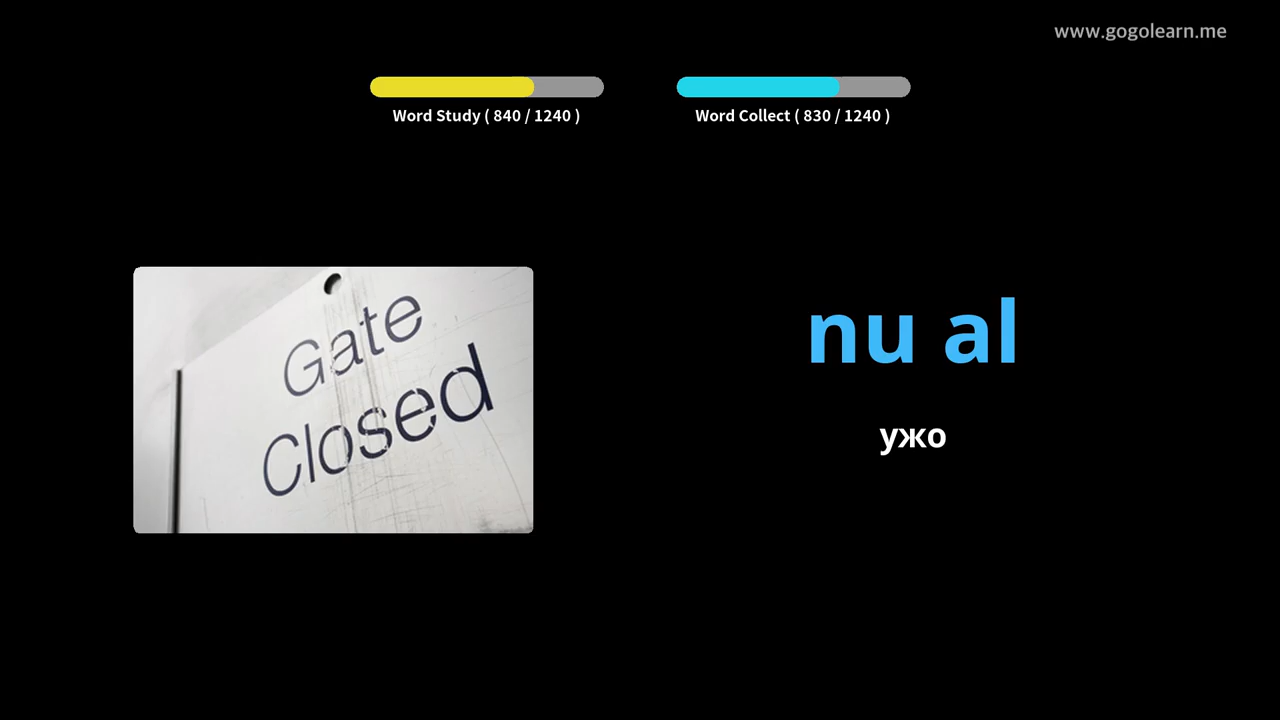 www.gogolearn.me
Word Study ( 840 / 1240 )
Word Collect ( 830 / 1240 )
Gate
Closed
nu al
ужо